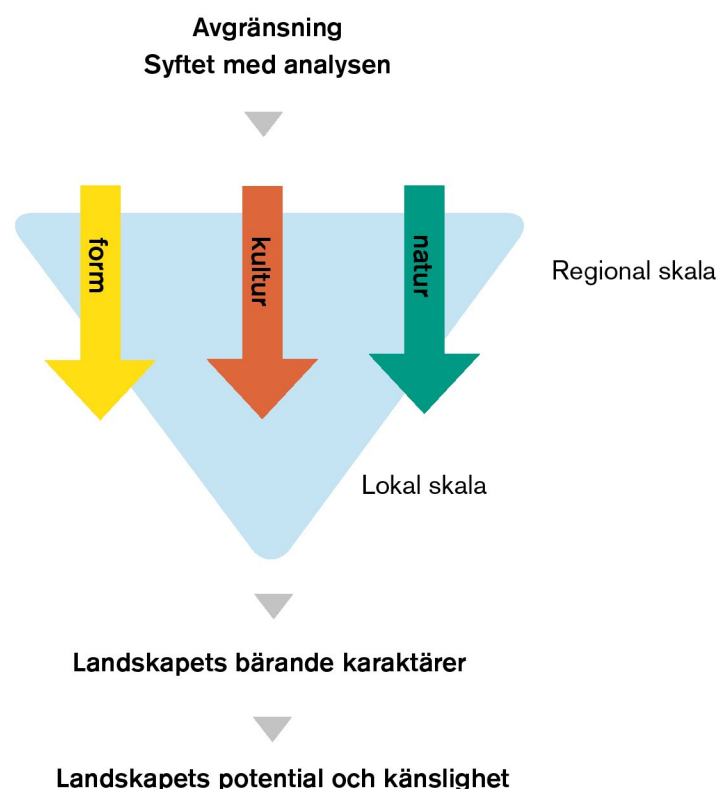 Avgränsning
Syftet med analysen
form
kultur
natur
Regional skala
Lokal skala
Landskapets bärande karaktärer
Landskapets potential och känslighet